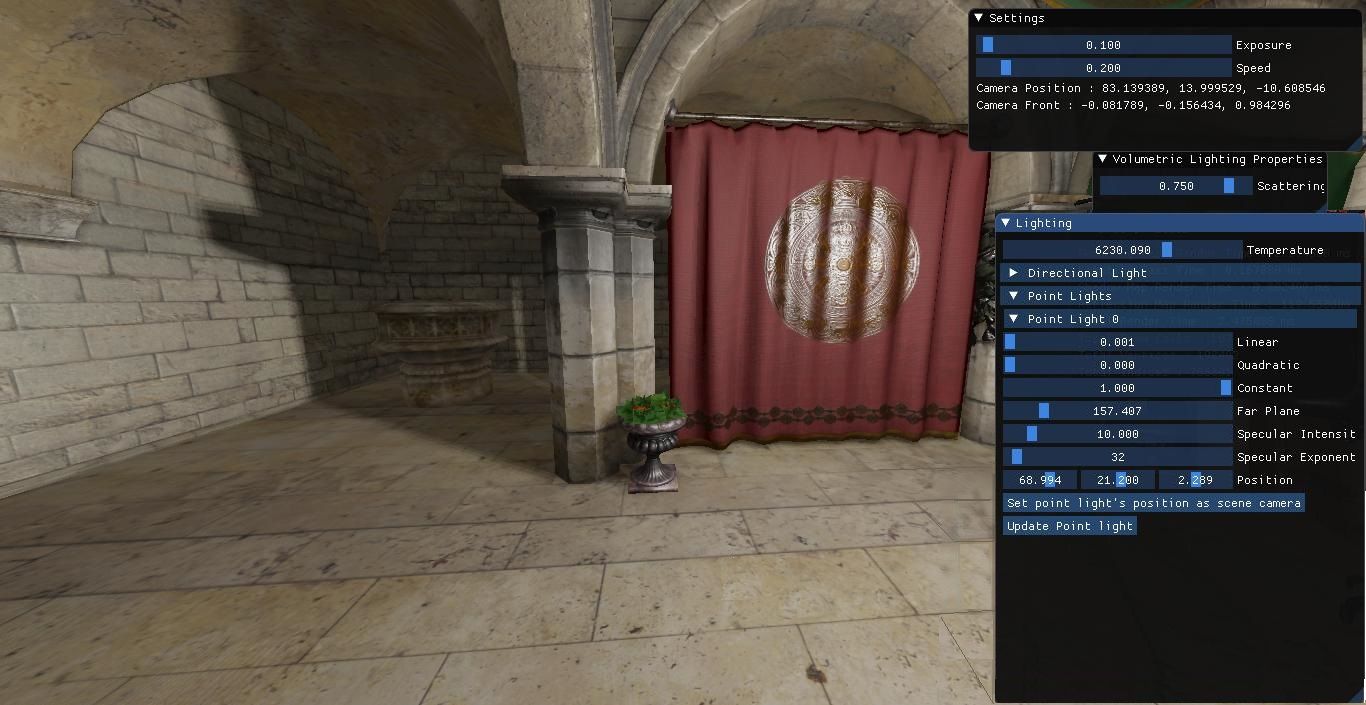 Settings
0.100 Exposure
0.200 Speed
Camera Position : 83.139389, 13.999529, -10.608546
Camera Front : -0.081789, -0.156434, 0.984296
Volumetric Lighting Properties
0.750 Scattering
Lighting
6230.090 Temperature
Directional Light
Point Lights
Point Light 0
0.001 Linear
0.000 Quadratic
1.000 Constant
157.407 Far Plane
10.000 Specular Intensit
32 Specular Exponent
68.994 21.200 2.289 Position
Set point light's position as scene camera
Update Point light